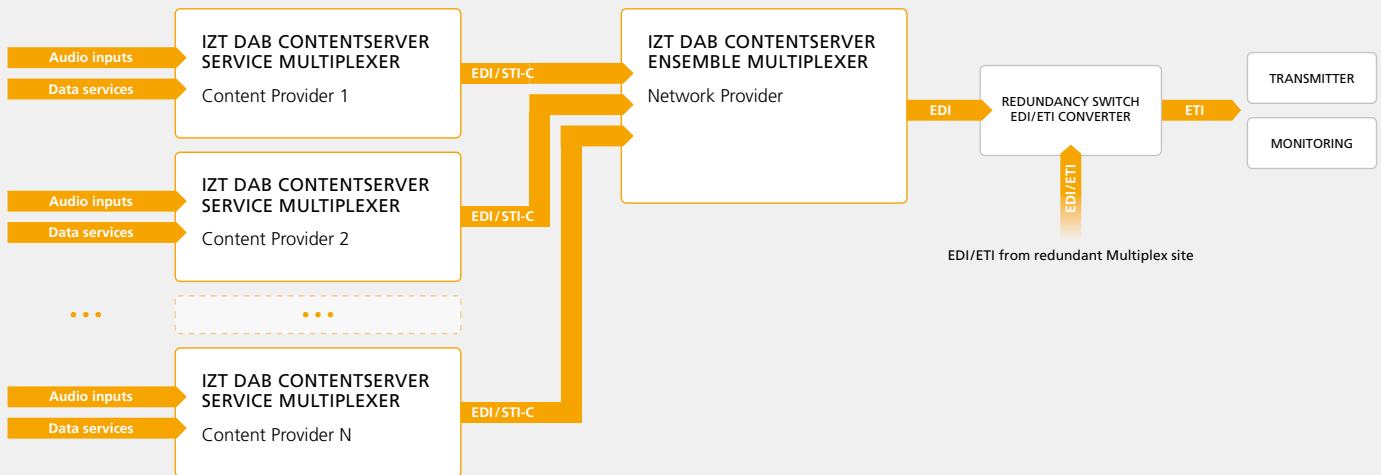 Audio inputs
Data services
IZT DAB CONTENTSERVER
SERVICE MULTIPLEXER
Content Provider 1
EDI/STI-C
IZT DAB CONTENTSERVER
ENSEMBLE MULTIPLEXER
Network Provider
EDI
REDUNDANCY SWITCH
EDI/ETI CONVERTER
ETI
TRANSMITTER
MONITORING
EDI/ETI
EDI/ETI from redundant Multiplex site
Audio inputs
Data services
IZT DAB CONTENTSERVER
SERVICE MULTIPLEXER
Content Provider 2
EDI/STI-C
...
...
Audio inputs
Data services
IZT DAB CONTENTSERVER
SERVICE MULTIPLEXER
Content Provider N
EDI/STI-C